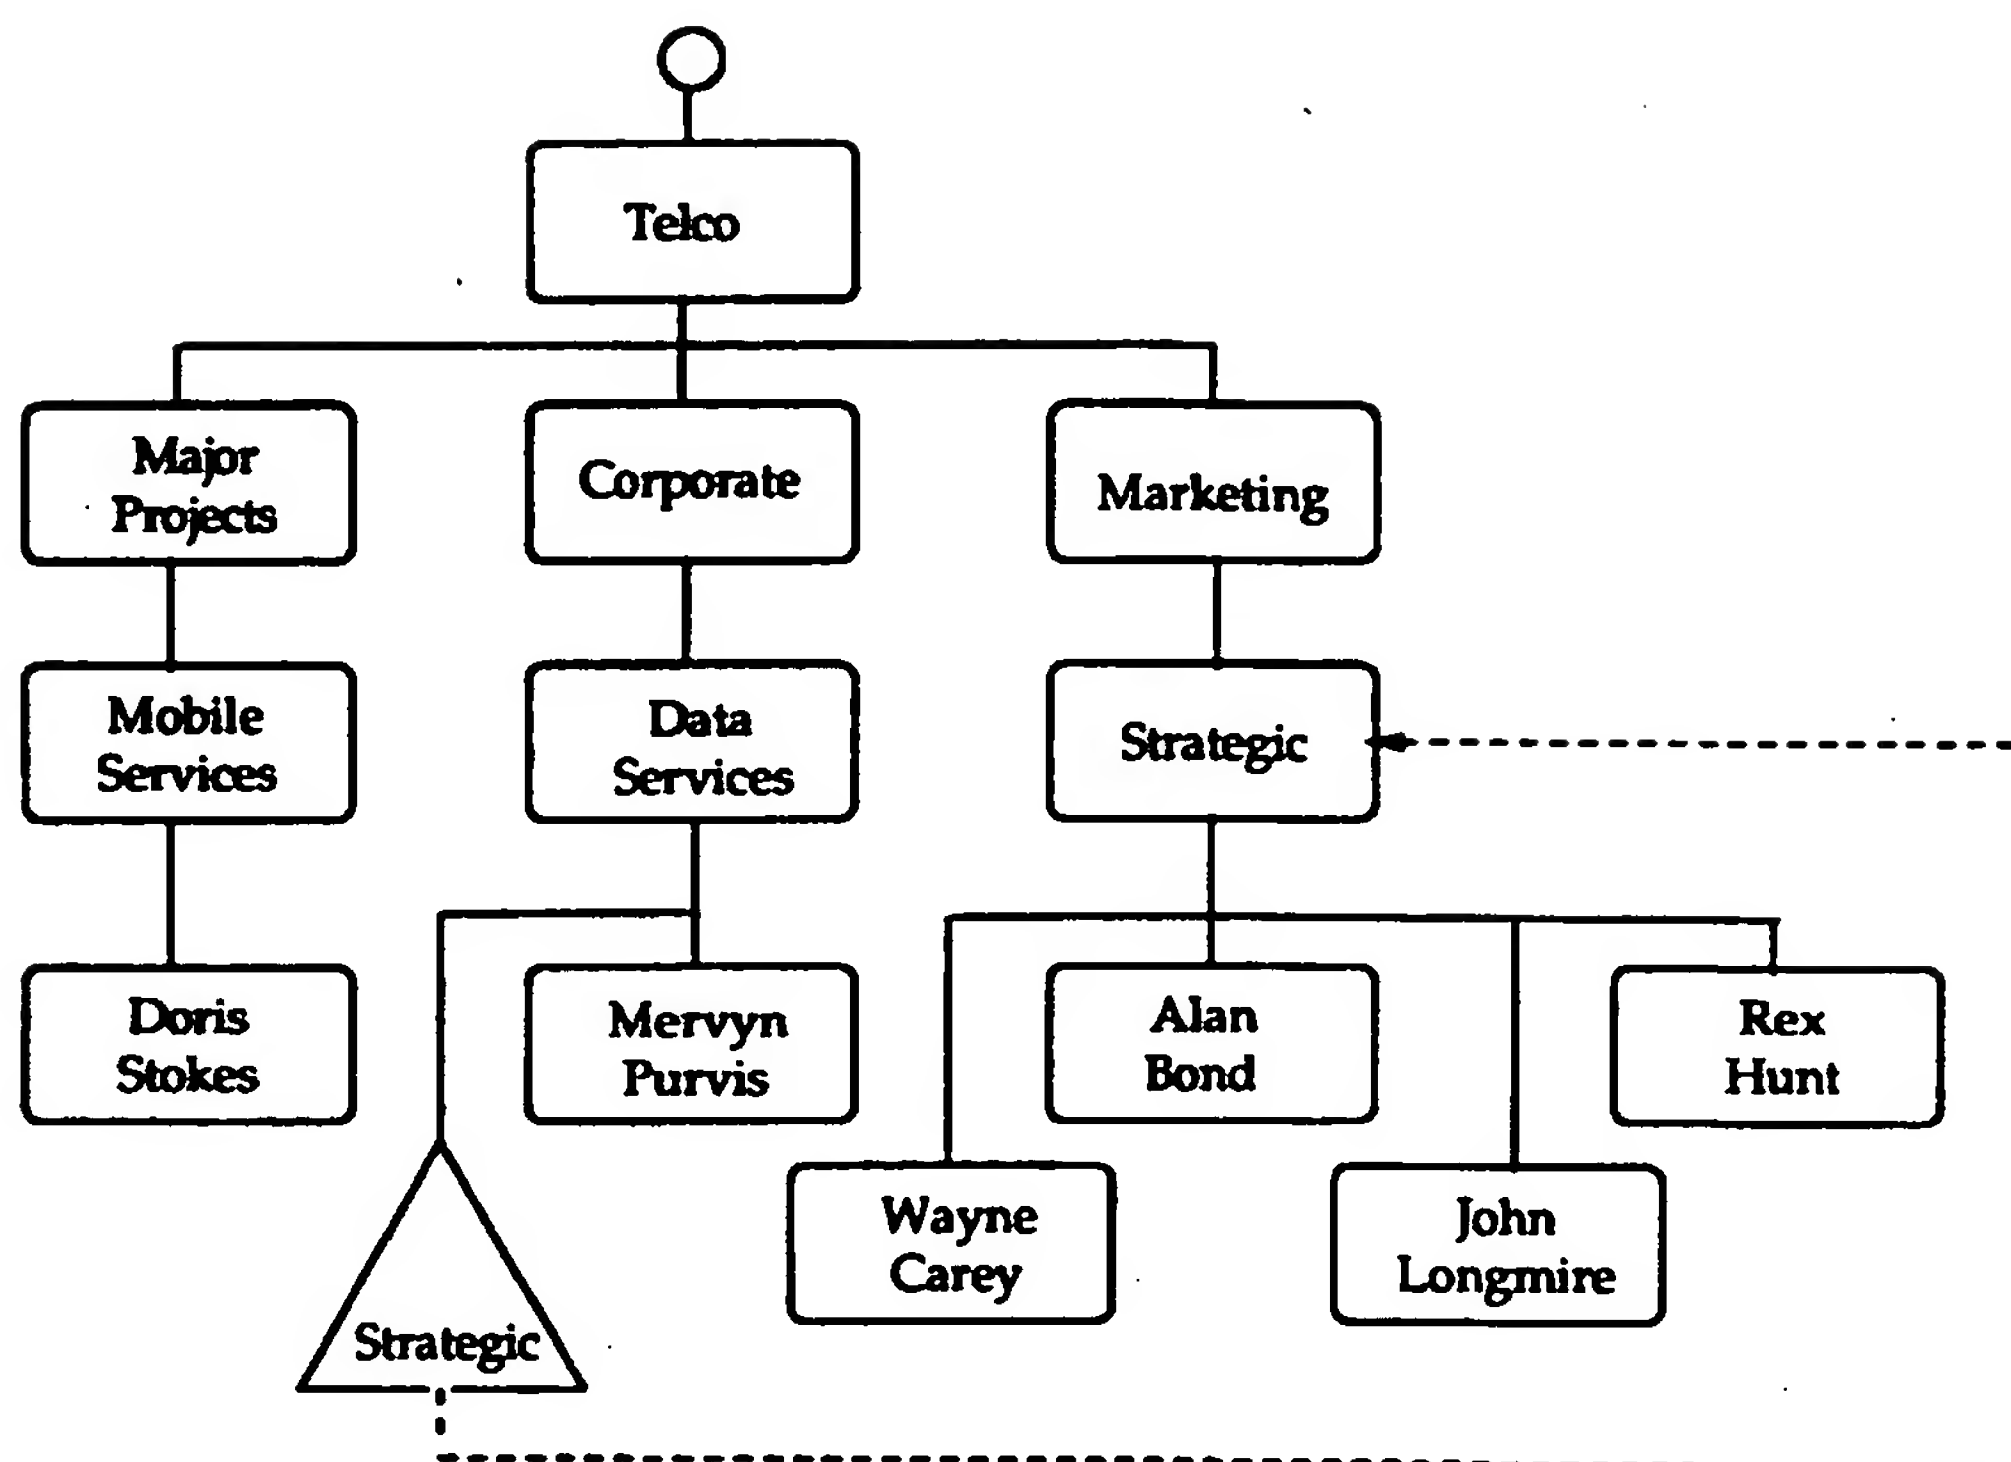 Telco
Major
Projects
Corporate
Marketing
Mobile
Services
Data
Services
Strategic
Doris
Stokes
Mervyn
Purvis
Alan
Bond
Rex
Hunt
Wayne
Carey
John
Longmire
Strategic